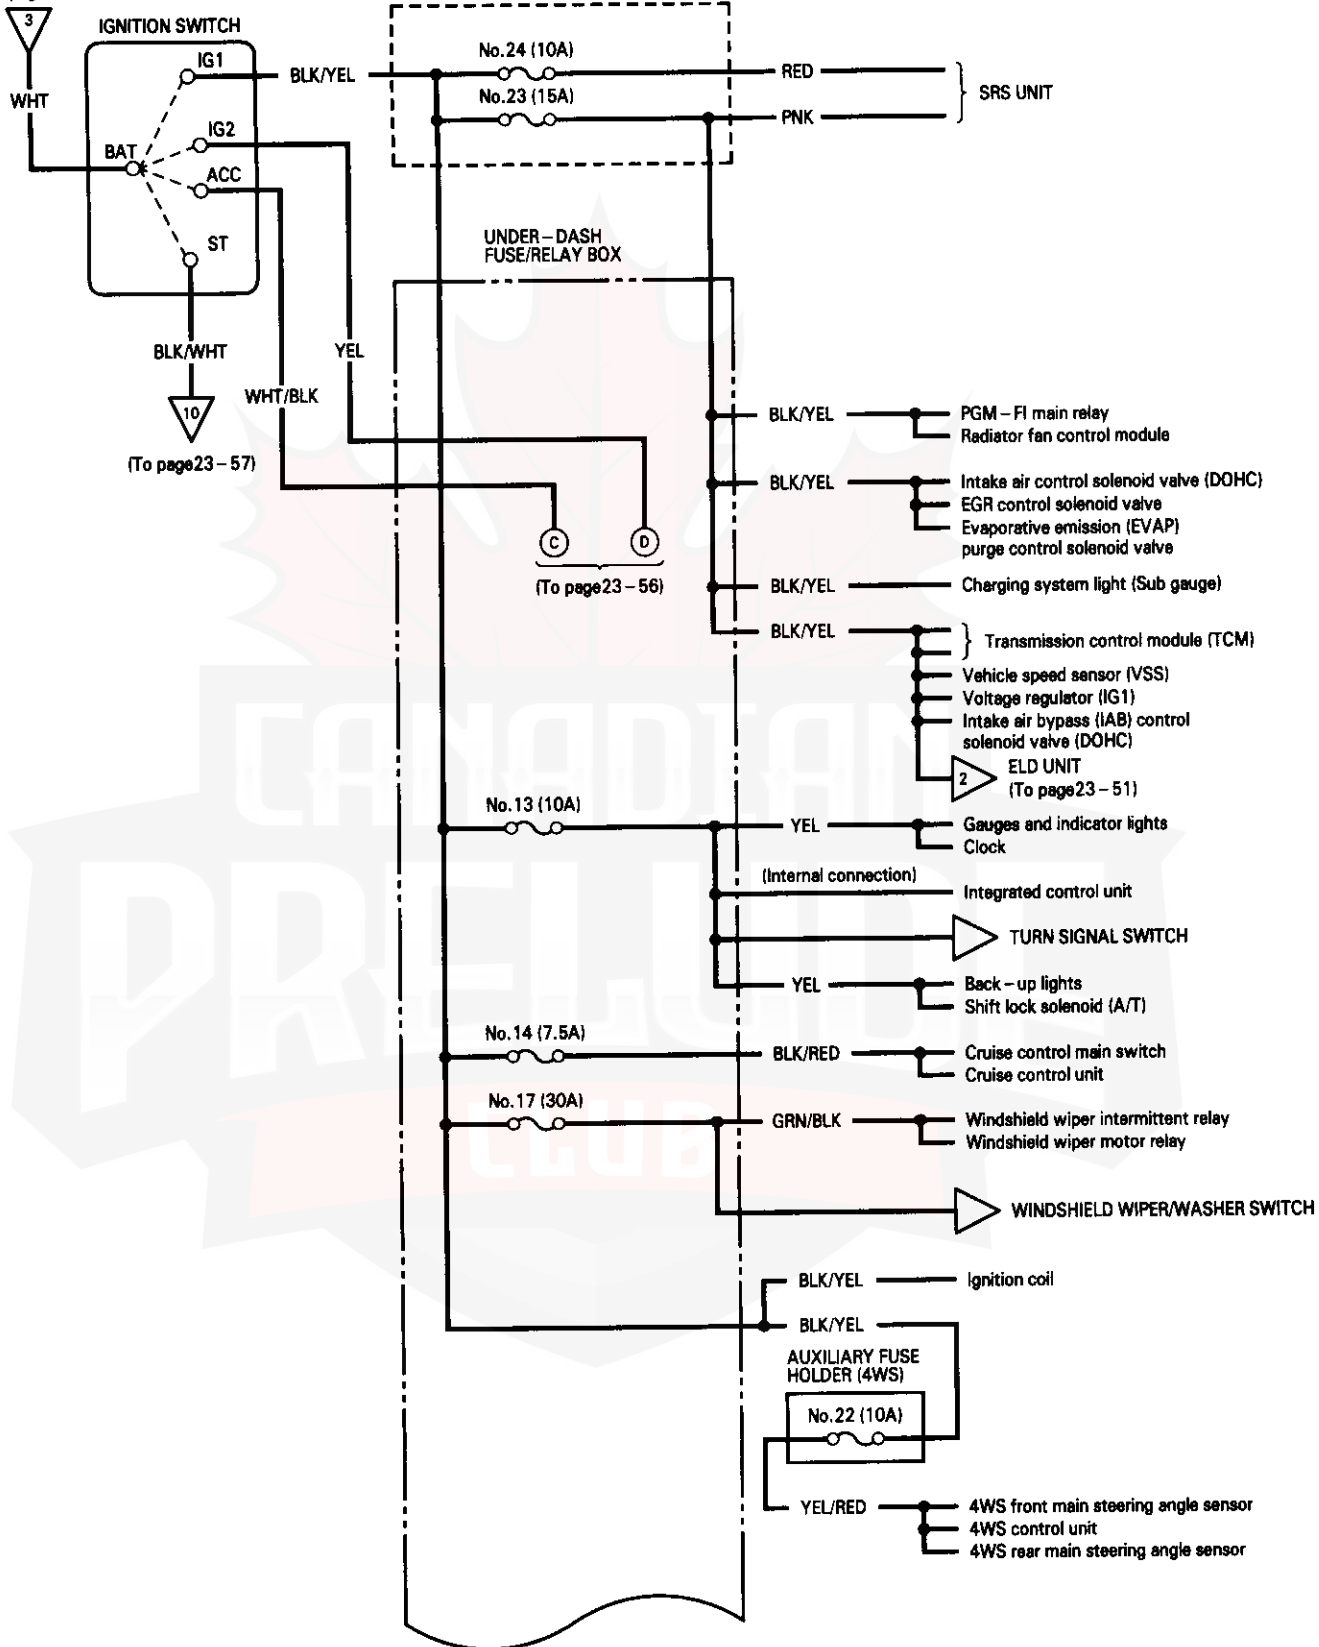 3
IGNITION SWITCH
WHT
IG1
BLK/YEL
IG2
BAT
ACC
ST
BLK/WHT
10
(To page23-57)
WHT/BLK
YEL
No.24 (10A)
RED
No.23 (15A)
PNK
SRS UNIT
UNDER-DASH
FUSE/RELAY BOX
C
D
(To page23-56)
BLK/YEL
PGM-FI main relay
Radiator fan control module
BLK/YEL
Intake air control solenoid valve (DOHC)
EGR control solenoid valve
Evaporative emission (EVAP)
purge control solenoid valve
BLK/YEL
Charging system light (Sub gauge)
BLK/YEL
Transmission control module (TCM)
Vehicle speed sensor (VSS)
Voltage regulator (IG1)
Intake air bypass (IAB) control
solenoid valve (DOHC)
2
ELD UNIT
(To page23-51)
No.13 (10A)
YEL
Gauges and indicator lights
Clock
(Internal connection)
Integrated control unit
TURN SIGNAL SWITCH
YEL
Back-up lights
Shift lock solenoid (A/T)
No.14 (7.5A)
BLK/RED
Cruise control main switch
Cruise control unit
No.17 (30A)
GRN/BLK
Windshield wiper intermittent relay
Windshield wiper motor relay
WINDSHIELD WIPER/WASHER SWITCH
BLK/YEL
Ignition coil
BLK/YEL
AUXILIARY FUSE
HOLDER (4WS)
No.22 (10A)
YEL/RED
4WS front main steering angle sensor
4WS control unit
4WS rear main steering angle sensor
CANADIAN
PRELUDE
CLUB